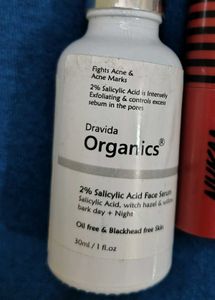 Fights Acne &
Acne Marks
2% Salicylic Acid is Intensely
Exfoliating & controls excess
sebum in the pores
Dravida
Organics®
2% Salicylic Acid Face Serum
Salicylic Acid, witch hazel & willow
bark day + Night
Oil free & Blackhead free Skin
30ml / 1 fl.oz